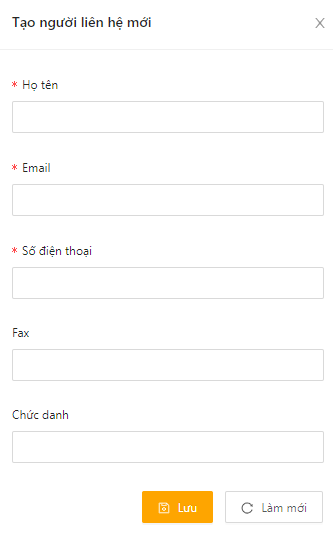 Tạo người liên hệ mới
* Họ tên
* Email
* Số điện thoại
Fax
Chức danh
Lưu
Làm mới